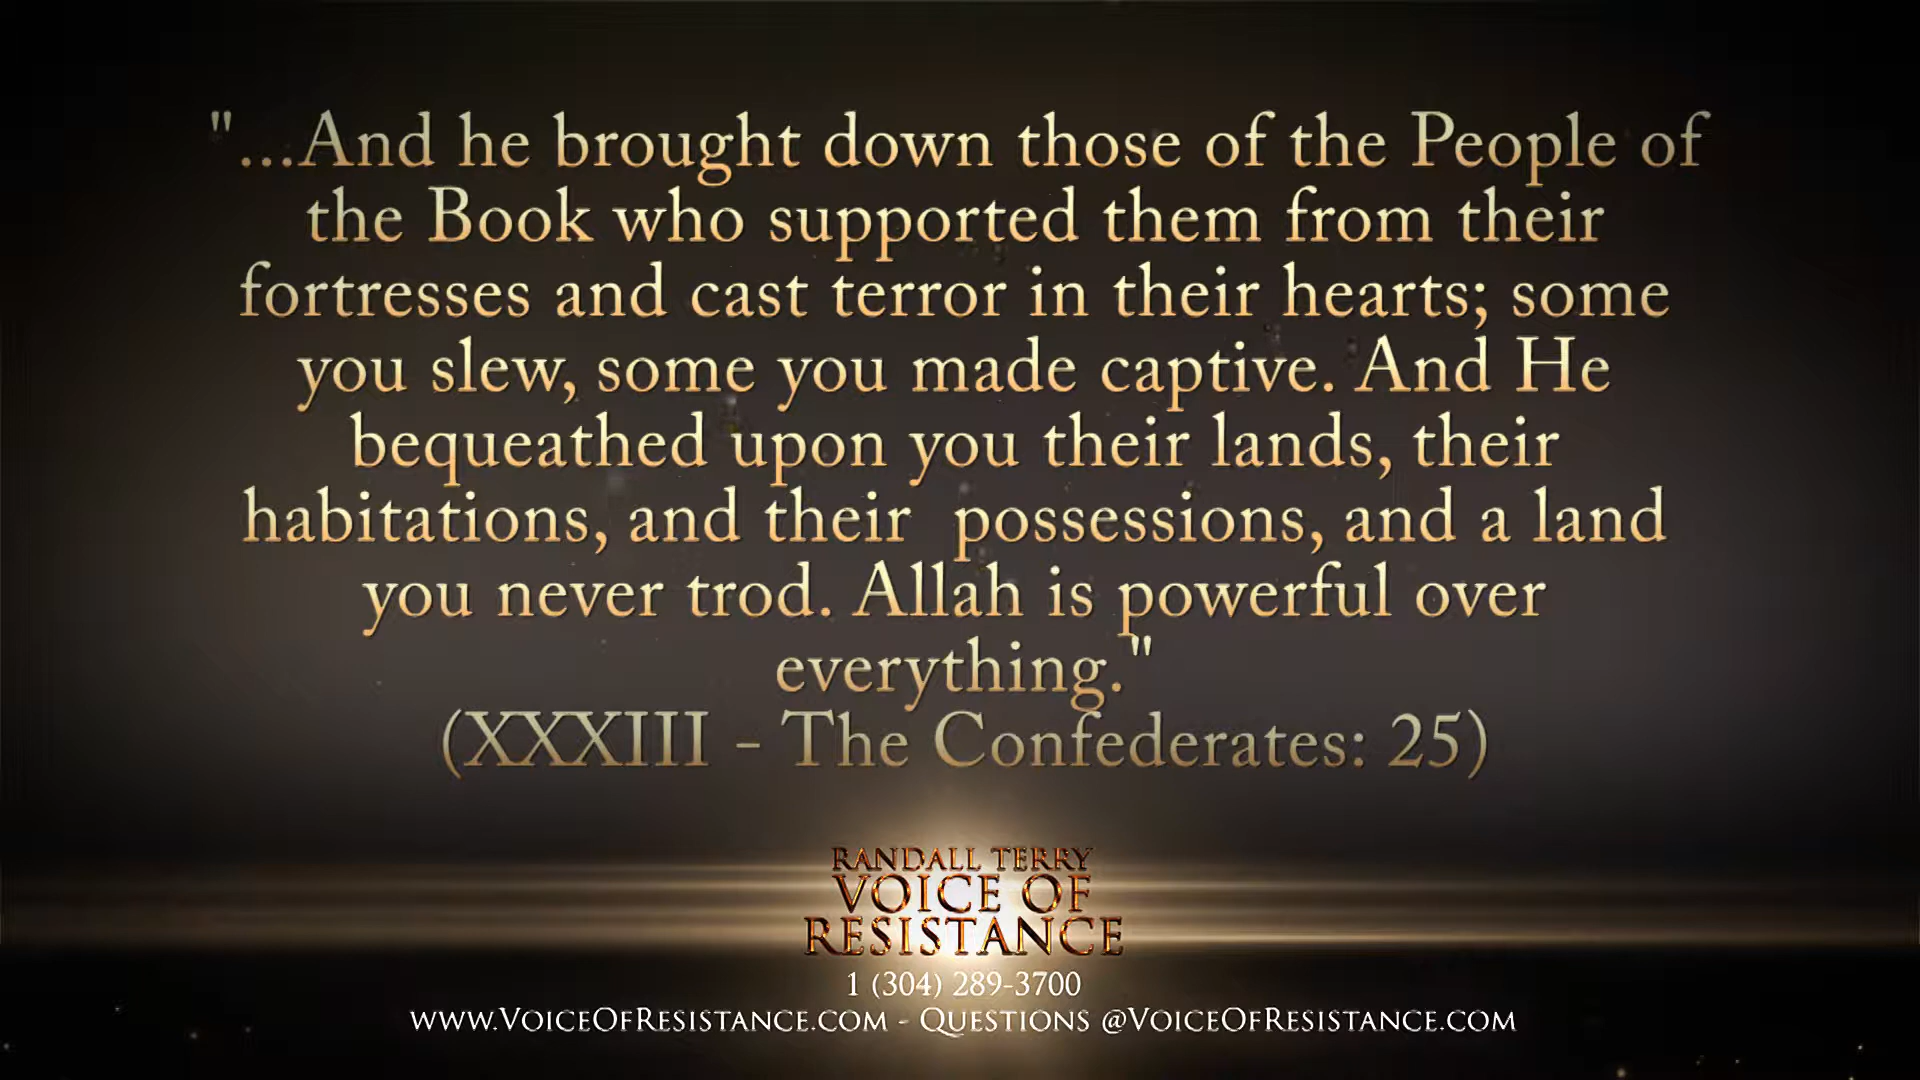 "...And he brought down those of the People of
the Book who supported them from their
fortresses and cast terror in their hearts; some
you slew, some you made captive. And He
bequeathed upon you their lands, their
habitations, and their  possessions, and a land
you never trod. Allah is powerful over
everything."
(XXXIII - The Confederates: 25)
RANDALL TERRY
VOICE OF
RESISTANCE
1 (304) 289-3700
www.VoiceOfResistance.com - Questions @VoiceOfResistance.com